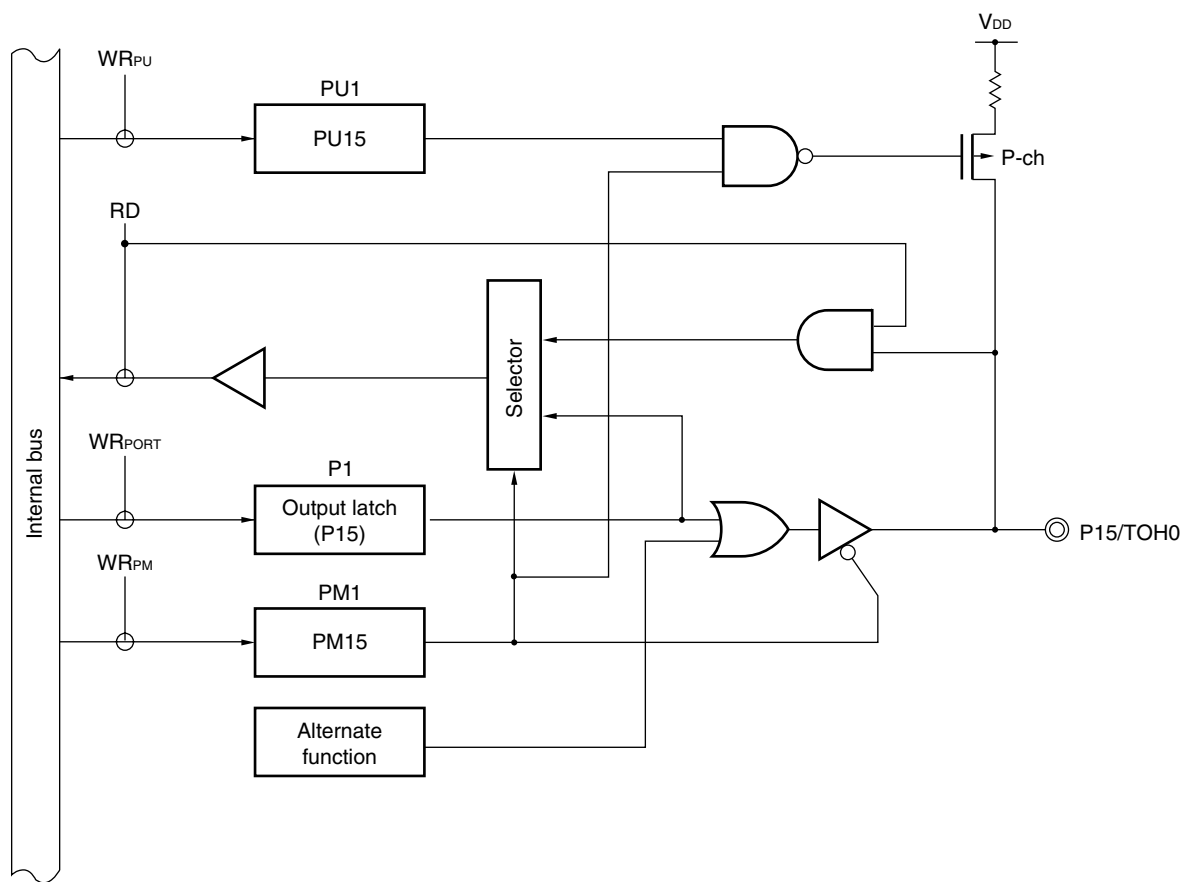 VDD
WRPU
PU1
PU15
P-ch
RD
Selector
WRPORT
P1
Output latch
(P15)
P15/TOH0
Internal bus
WRPM
PM1
PM15
Alternate
function